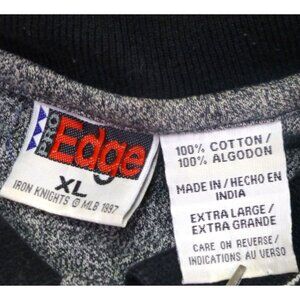 PRO
Edge
XL
IRON KNIGHTS © MLB 1997
100% COTTON/
100% ALGODON
MADE IN/HECHO EN
INDIA
EXTRA LARGE/
EXTRA GRANDE
CARE ON REVERSE/
INDICATIONS AU VERSO